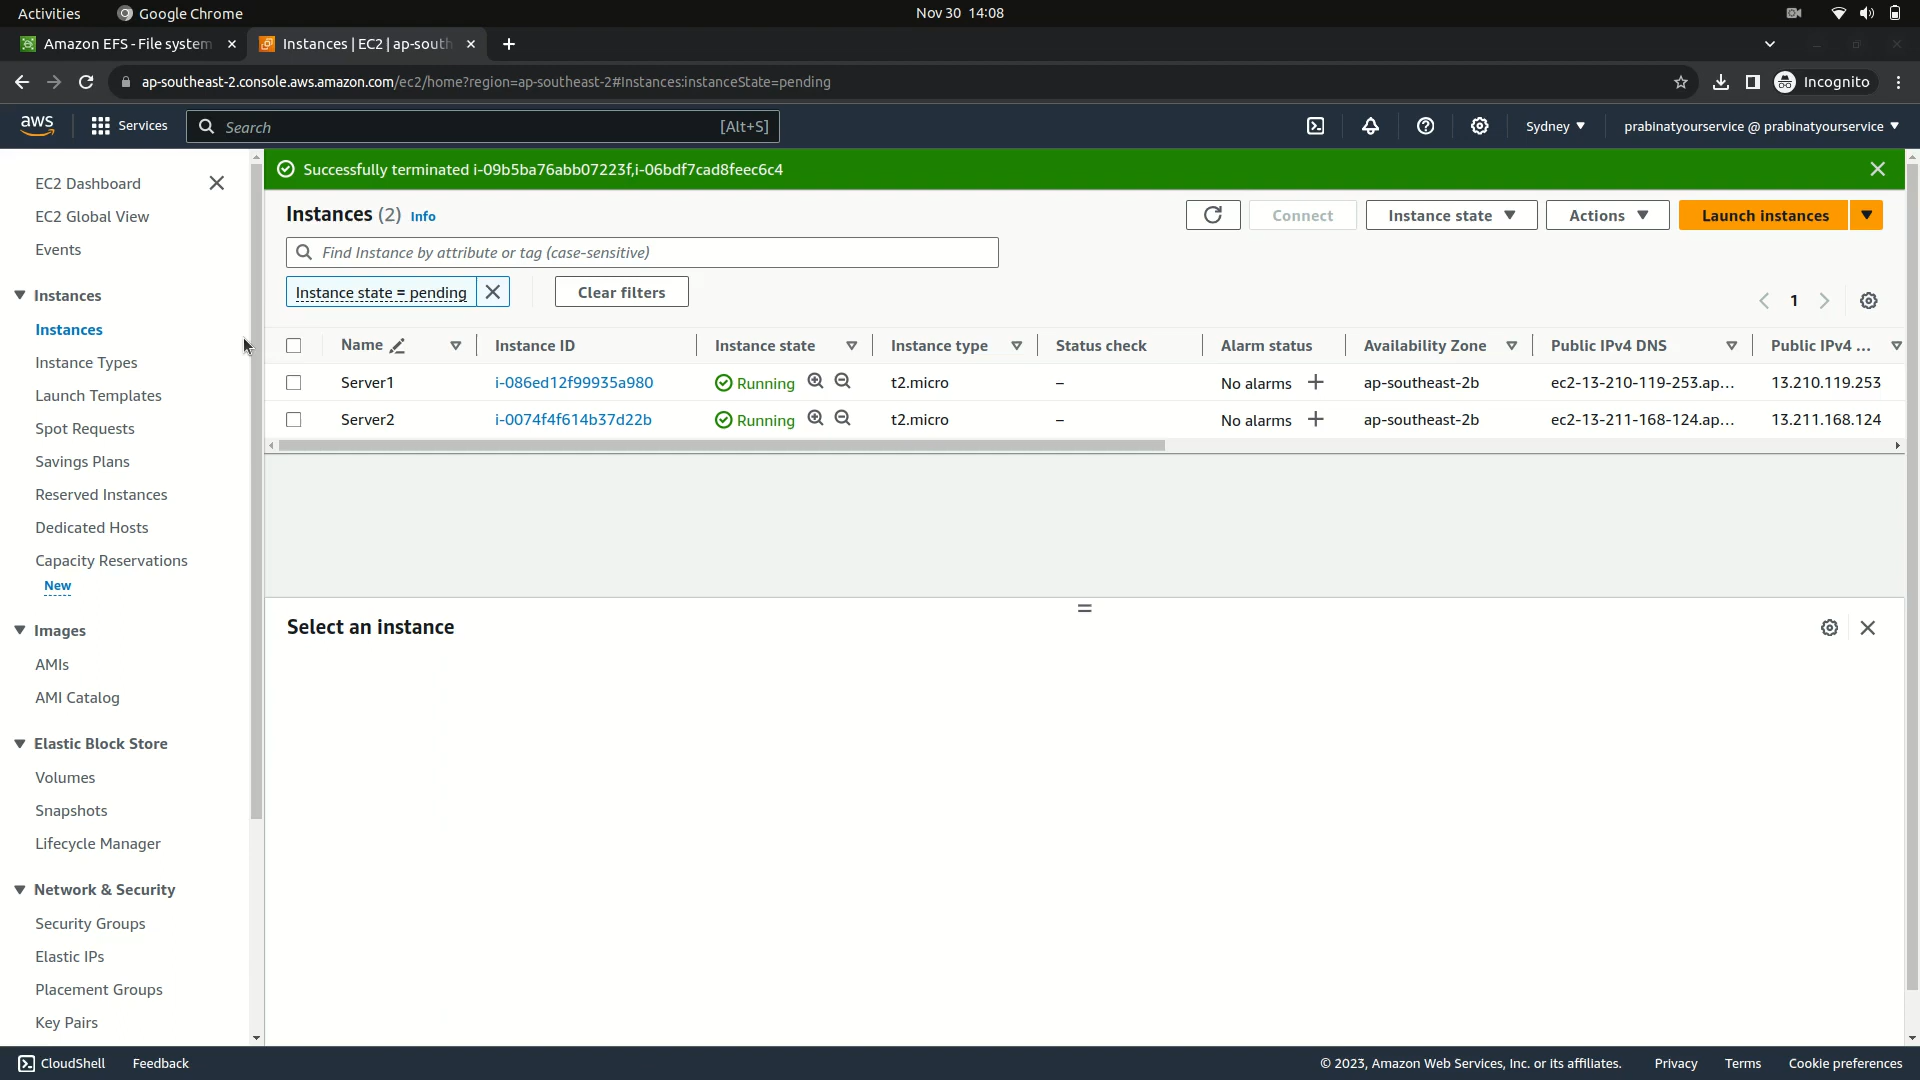 Activities
Google Chrome
Nov 30 14:08
Amazon EFS - File system
Instances | EC2 | ap-south
ap-southeast-2.console.aws.amazon.com/ec2/home?region=ap-southeast-2#Instances:instanceState=pending
Incognito
aws
Services
Search
[Alt+S]
Sydney
prabinatyourservice @ prabinatyourservice
EC2 Dashboard
EC2 Global View
Events
Instances
Instances
Instance Types
Launch Templates
Spot Requests
Savings Plans
Reserved Instances
Dedicated Hosts
Capacity Reservations
New
Images
AMIs
AMI Catalog
Elastic Block Store
Volumes
Snapshots
Lifecycle Manager
Network & Security
Security Groups
Elastic IPs
Placement Groups
Key Pairs
Successfully terminated i-09b5ba76abb07223f,i-06bdf7cad8feec6c4
Instances (2) Info
Connect
Instance state
Actions
Launch instances
Find Instance by attribute or tag (case-sensitive)
Instance state = pending
Clear filters
1
Name Instance ID Instance state Instance type Status check Alarm status Availability Zone Public IPv4 DNS Public IPv4 ...
Server1 i-086ed12f99935a980 Running t2.micro – No alarms + ap-southeast-2b ec2-13-210-119-253.ap... 13.210.119.253
Server2 i-0074f4f614b37d22b Running t2.micro – No alarms + ap-southeast-2b ec2-13-211-168-124.ap... 13.211.168.124
Select an instance
CloudShell
Feedback
© 2023, Amazon Web Services, Inc. or its affiliates.
Privacy
Terms
Cookie preferences